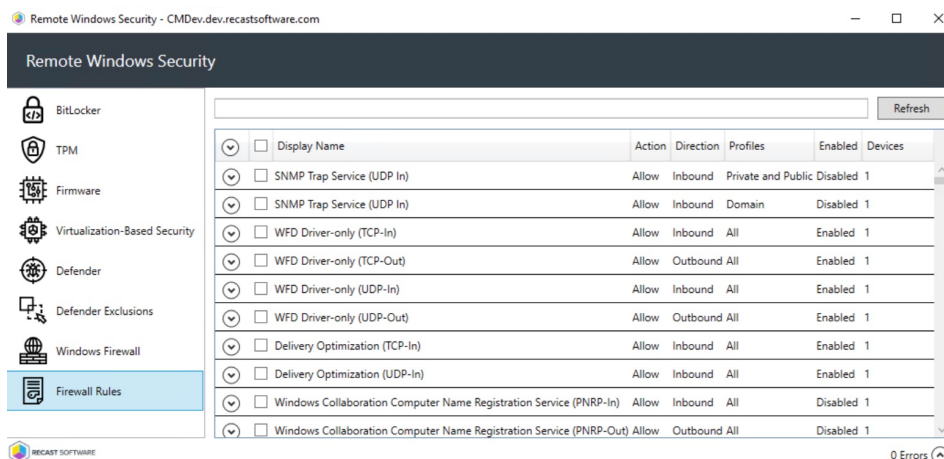 Remote Windows Security - CMDev.dev.recastsoftware.com
Remote Windows Security
BitLocker
TPM
Firmware
Virtualization-Based Security
Defender
Defender Exclusions
Windows Firewall
Firewall Rules
Refresh
Display Name Action Direction Profiles Enabled Devices
SNMP Trap Service (UDP In) Allow Inbound Private and Public Disabled 1
SNMP Trap Service (UDP In) Allow Inbound Domain Disabled 1
WFD Driver-only (TCP-In) Allow Inbound All Enabled 1
WFD Driver-only (TCP-Out) Allow Outbound All Enabled 1
WFD Driver-only (UDP-In) Allow Inbound All Enabled 1
WFD Driver-only (UDP-Out) Allow Outbound All Enabled 1
Delivery Optimization (TCP-In) Allow Inbound All Enabled 1
Delivery Optimization (UDP-In) Allow Inbound All Enabled 1
Windows Collaboration Computer Name Registration Service (PNRP-In) Allow Inbound All Disabled 1
Windows Collaboration Computer Name Registration Service (PNRP-Out) Allow Outbound All Disabled 1
RECAST SOFTWARE
0 Errors